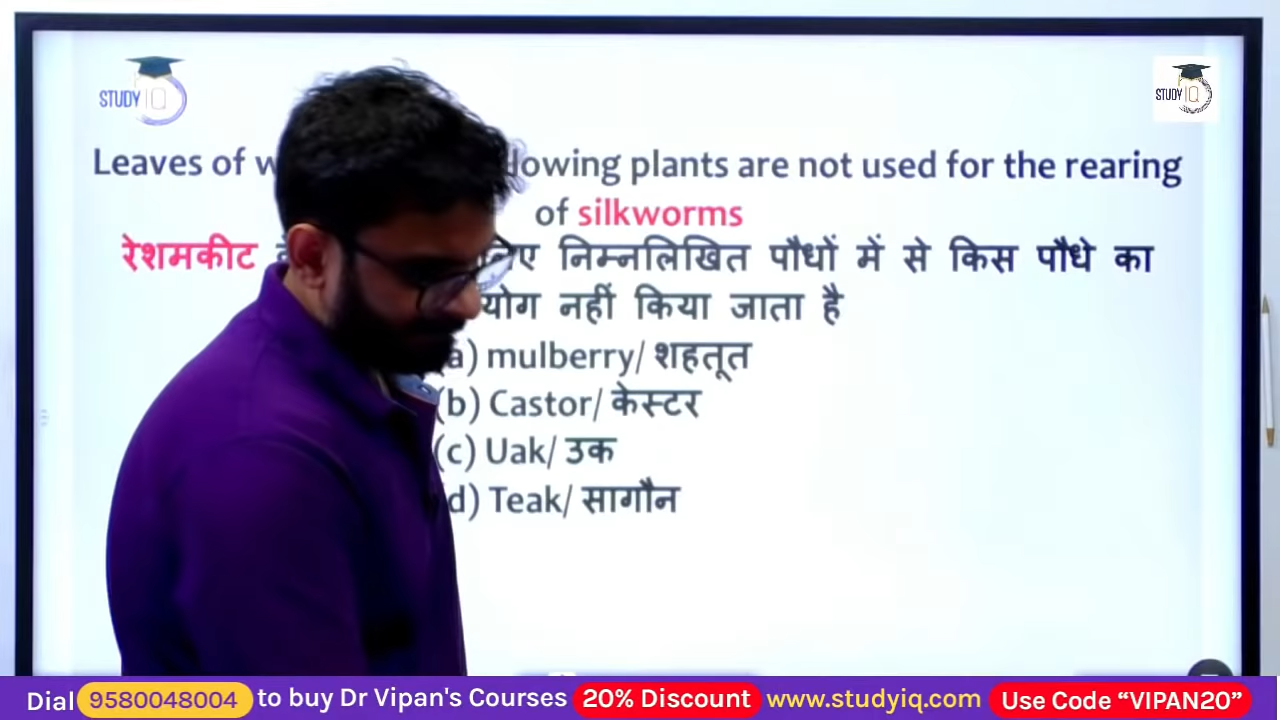 STUDY IQ
STUDY IQ
Leaves of lowing plants are not used for the rearing
of silkworms
रेशमकीट निम्नलिखित पौधों में से किस पौधे का
नहीं किया जाता है
a) mulberry/ शहतूत
(b) Castor/ केस्टर
(c) Uak/ उक
d) Teak/ सागौन
Dial 9580048004 to buy Dr Vipan's Courses 20% Discount www.studyiq.com Use Code “VIPAN20”